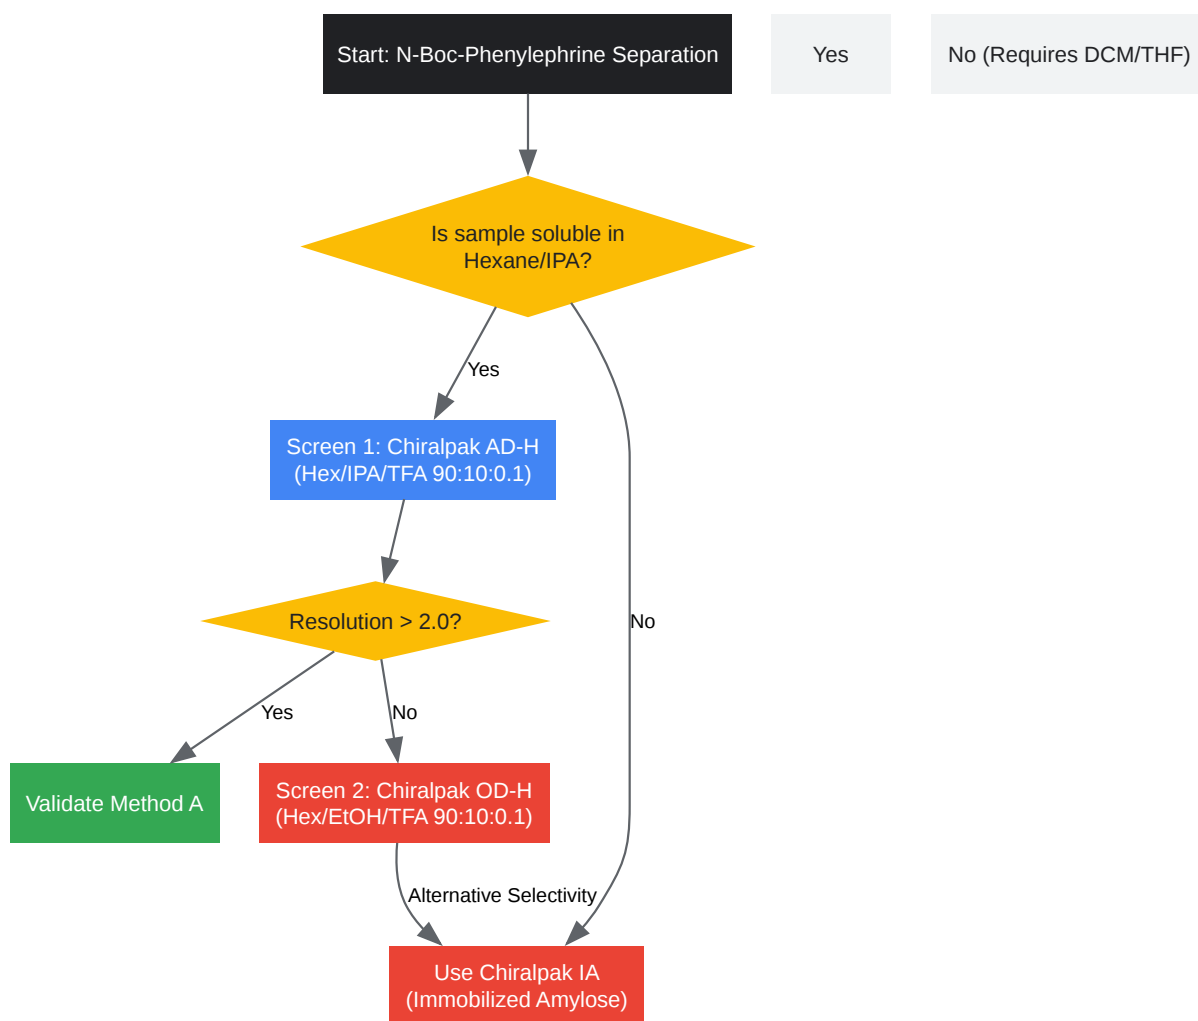 Start: N-Boc-Phenylephrine Separation
Yes
No (Requires DCM/THF)
Is sample soluble in
Hexane/IPA?
Yes
Screen 1: Chiralpak AD-H
(Hex/IPA/TFA 90:10:0.1)
Resolution > 2.0?
No
Yes
No
Validate Method A
Screen 2: Chiralpak OD-H
(Hex/EtOH/TFA 90:10:0.1)
Alternative Selectivity
Use Chiralpak IA
(Immobilized Amylose)